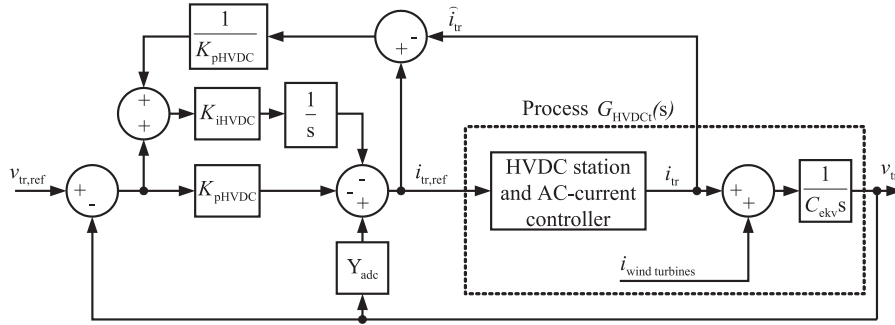 1
K_pHVDC
+ -
î_tr
+
+
K_iHVDC
1
s
Process G_HVDCt(s)
v_tr,ref
+
-
K_pHVDC
-
-
+
i_tr,ref
HVDC station
and AC-current
controller
i_tr
+
+
1
C_ekv s
v_tr
Y_adc
i_wind turbines